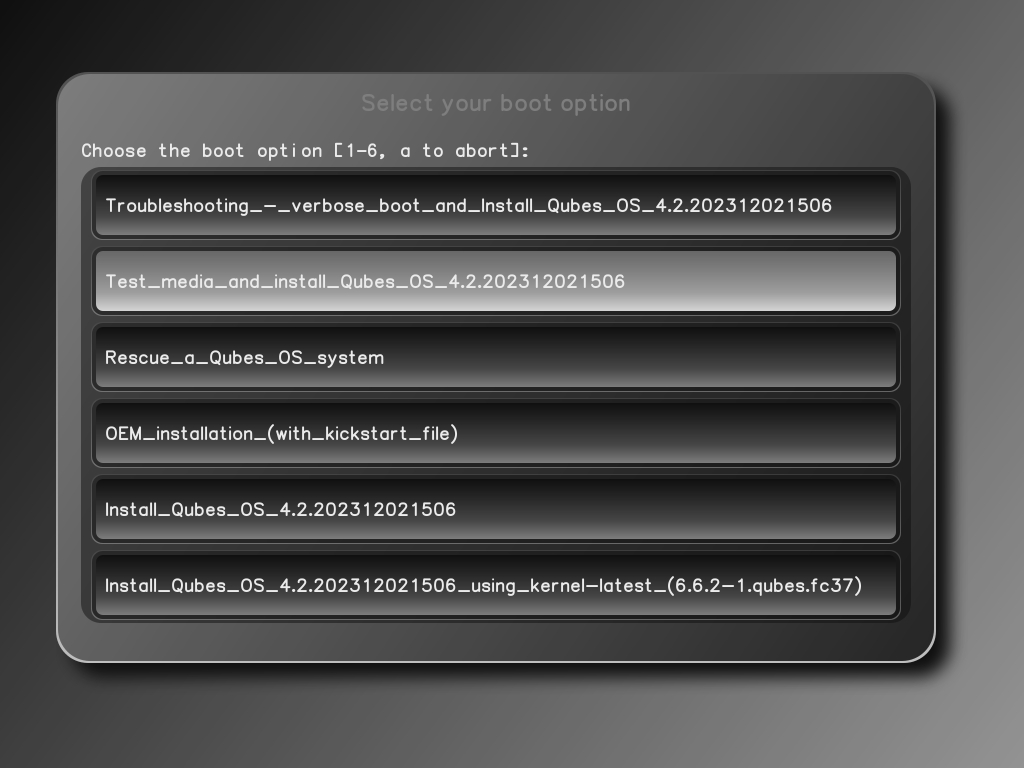 Select your boot option
Choose the boot option [1-6, a to abort]:
Troubleshooting_-_verbose_boot_and_Install_Qubes_OS_4.2.202312021506
Test_media_and_install_Qubes_OS_4.2.202312021506
Rescue_a_Qubes_OS_system
OEM_installation_(with_kickstart_file)
Install_Qubes_OS_4.2.202312021506
Install_Qubes_OS_4.2.202312021506_using_kernel-latest_(6.6.2-1.qubes.fc37)